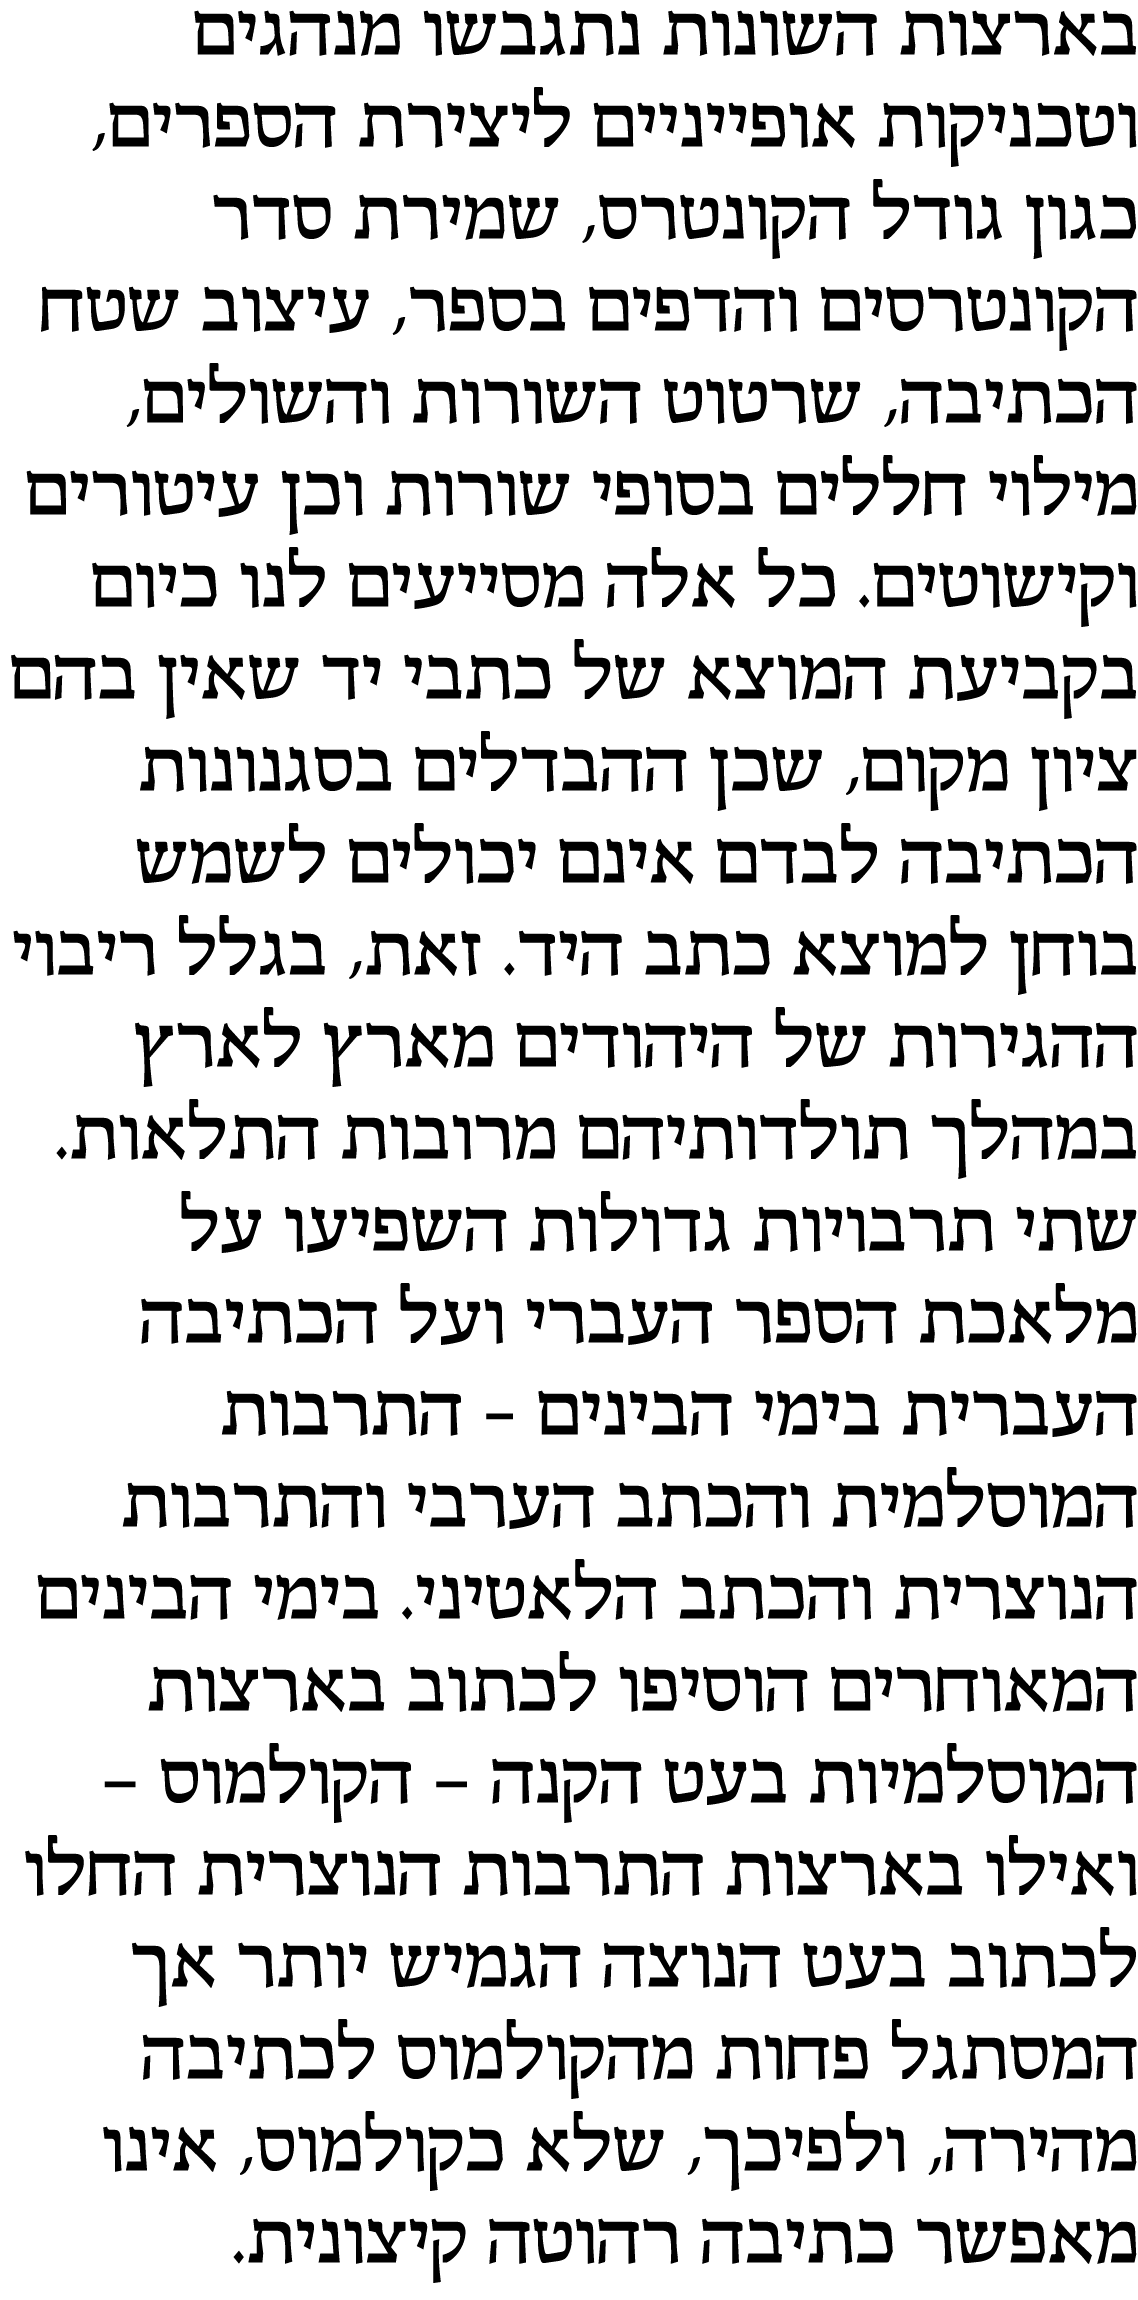 בארצות השונות נתגבשו מנהגים
וטכניקות אופייניים ליצירת הספרים,
כגון גודל הקונטרס, שמירת סדר
הקונטרסים והדפים בספר, עיצוב שטח
הכתיבה, שרטוט השורות והשולים,
מילוי חללים בסופי שורות וכן עיטורים
וקישוטים. כל אלה מסייעים לנו כיום
בקביעת המוצא של כתבי יד שאין בהם
ציון מקום, שכן ההבדלים בסגנונות
הכתיבה לבדם אינם יכולים לשמש
בוחן למוצא כתב היד. זאת, בגלל ריבוי
ההגירות של היהודים מארץ לארץ
במהלך תולדותיהם מרובות התלאות.
שתי תרבויות גדולות השפיעו על
מלאכת הספר העברי ועל הכתיבה
העברית בימי הבינים – התרבות
המוסלמית והכתב הערבי והתרבות
הנוצרית והכתב הלאטיני. בימי הבינים
המאוחרים הוסיפו לכתוב בארצות
המוסלמיות בעט הקנה – הקולמוס –
ואילו בארצות התרבות הנוצרית החלו
לכתוב בעט הנוצה הגמיש יותר אך
המסתגל פחות מהקולמוס לכתיבה
מהירה, ולפיכך, שלא כקולמוס, אינו
מאפשר כתיבה רהוטה קיצונית.